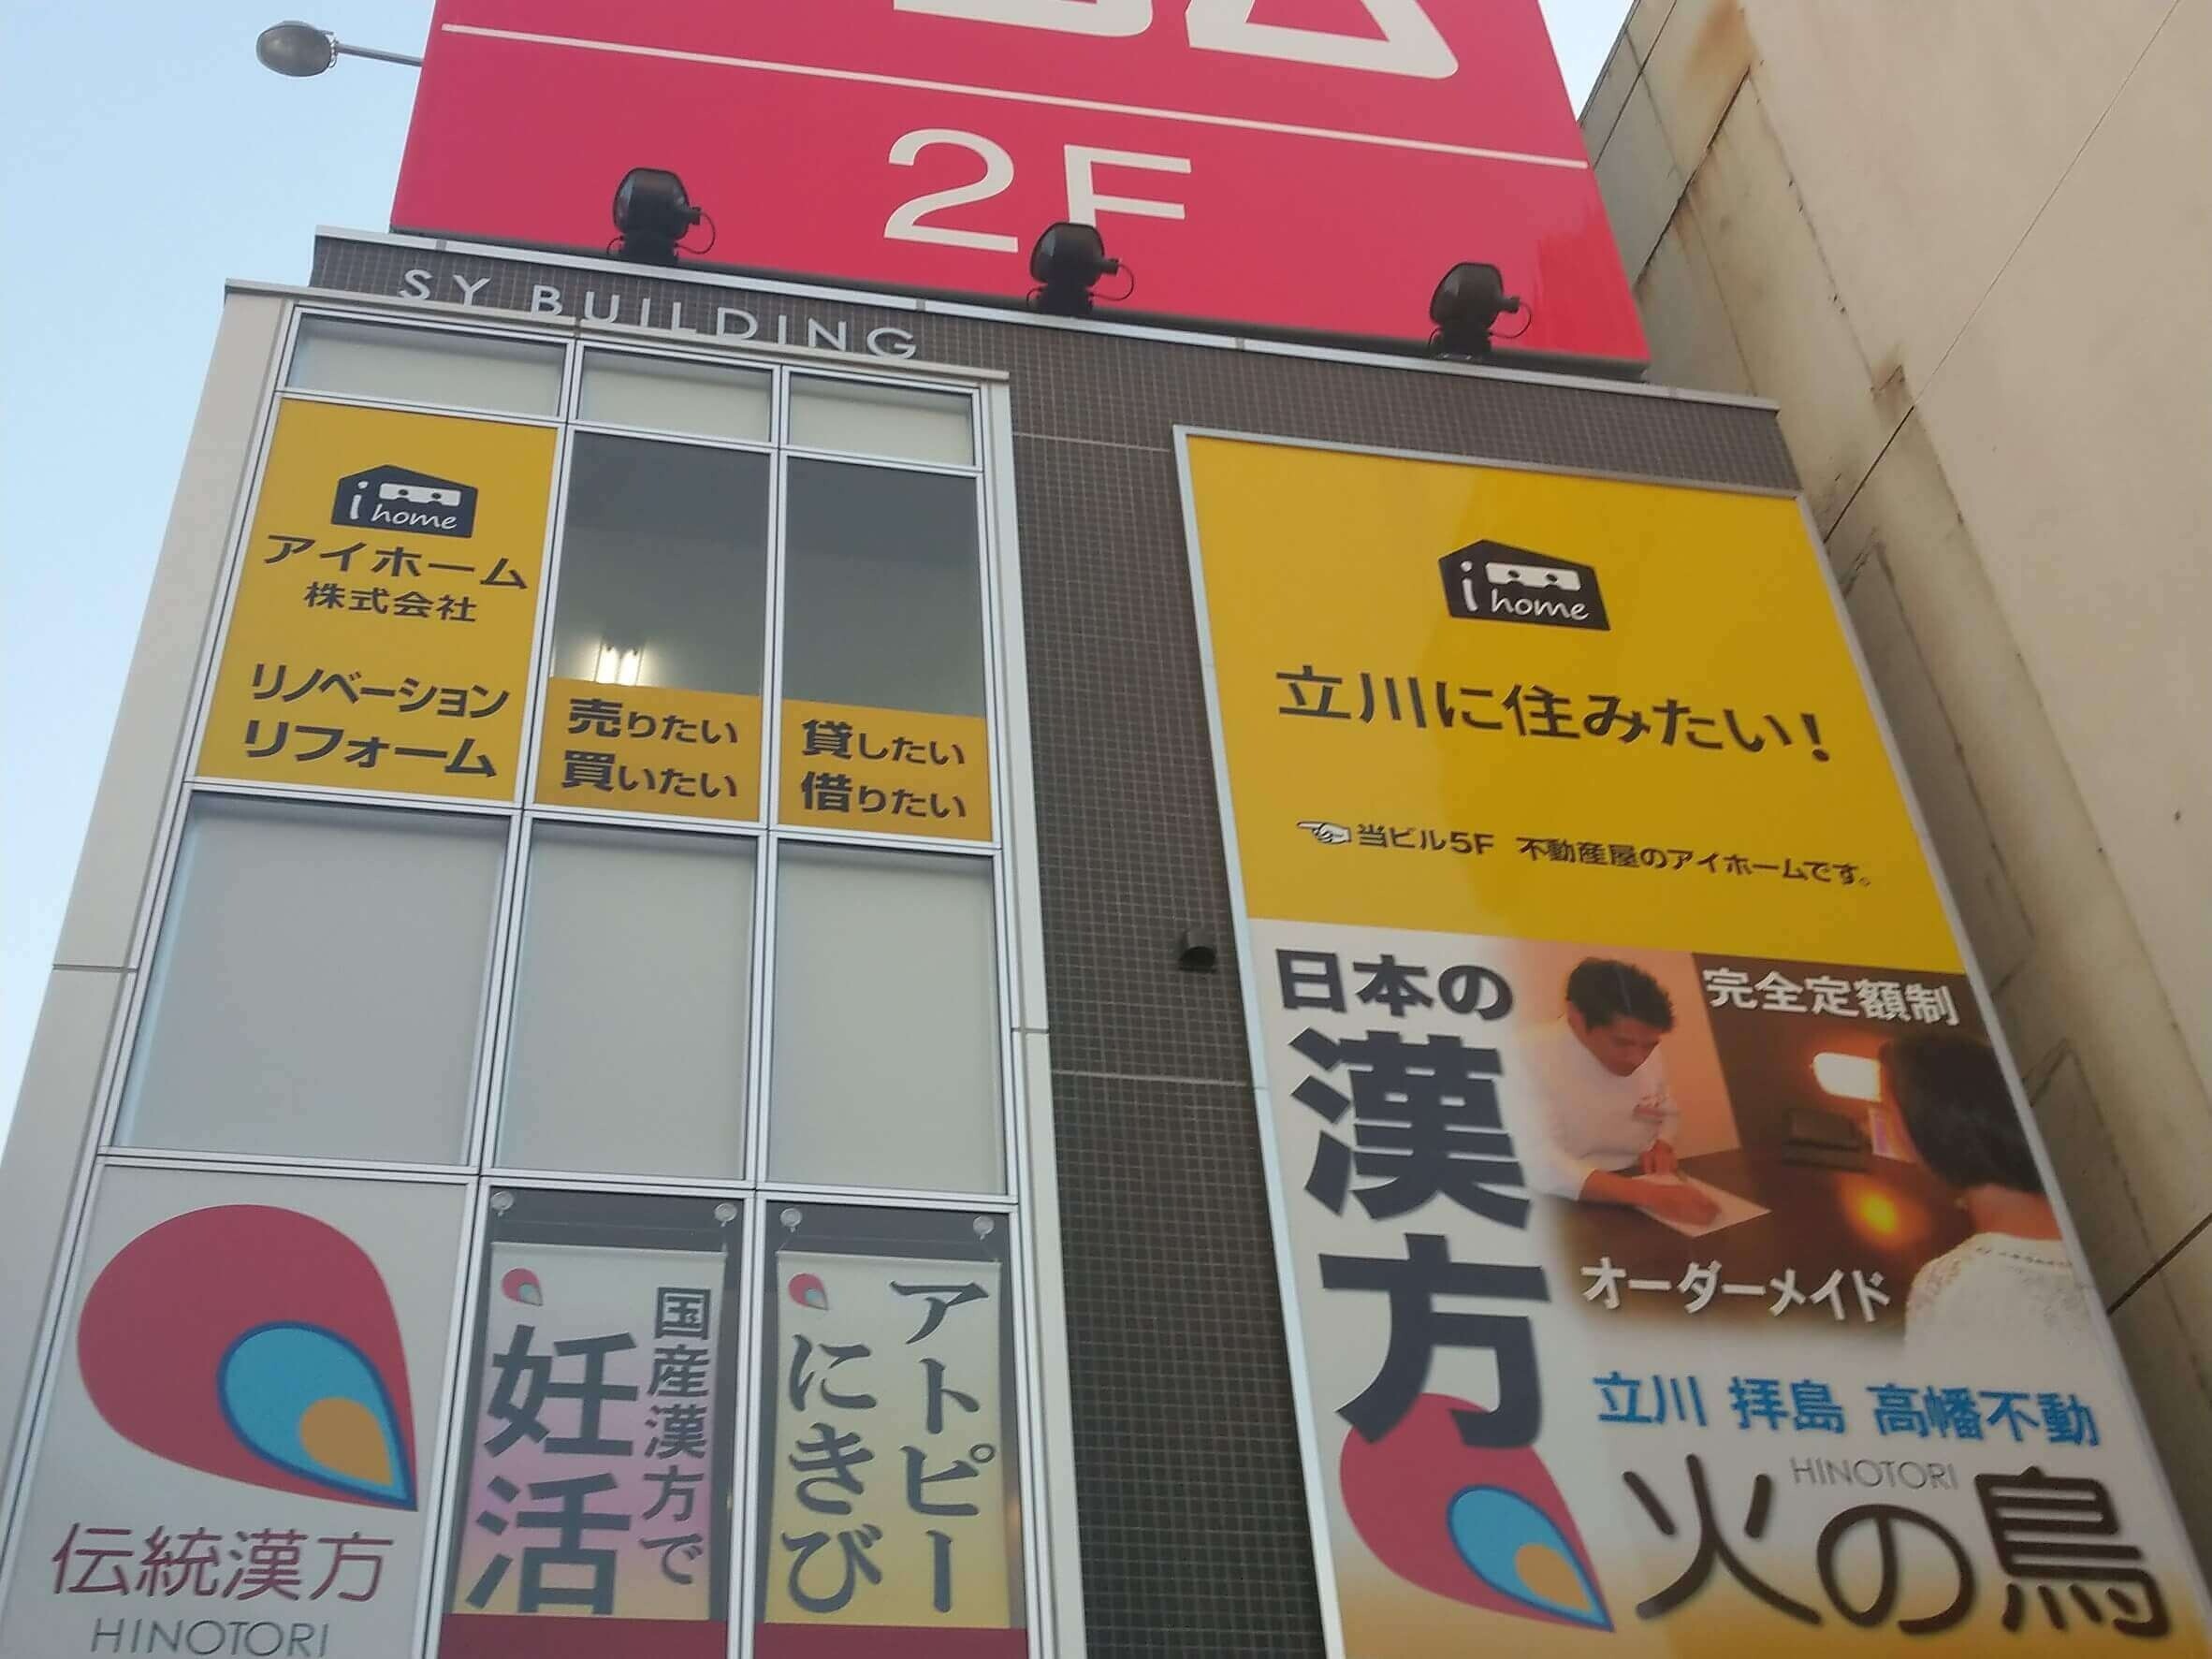 2F
SY BUILDING
i home
アイホーム
株式会社
リノベーション
リフォーム
売りたい
買いたい
貸したい
借りたい
i home
立川に住みたい!
☜当ビル5F 不動産屋のアイホームです。
日本の
漢方
完全定額制
オーダーメイド
立川 拝島 高幡不動
HINOTORI
火の鳥
伝統漢方
HINOTORI
国産漢方で
妊活
アトピー
にきび